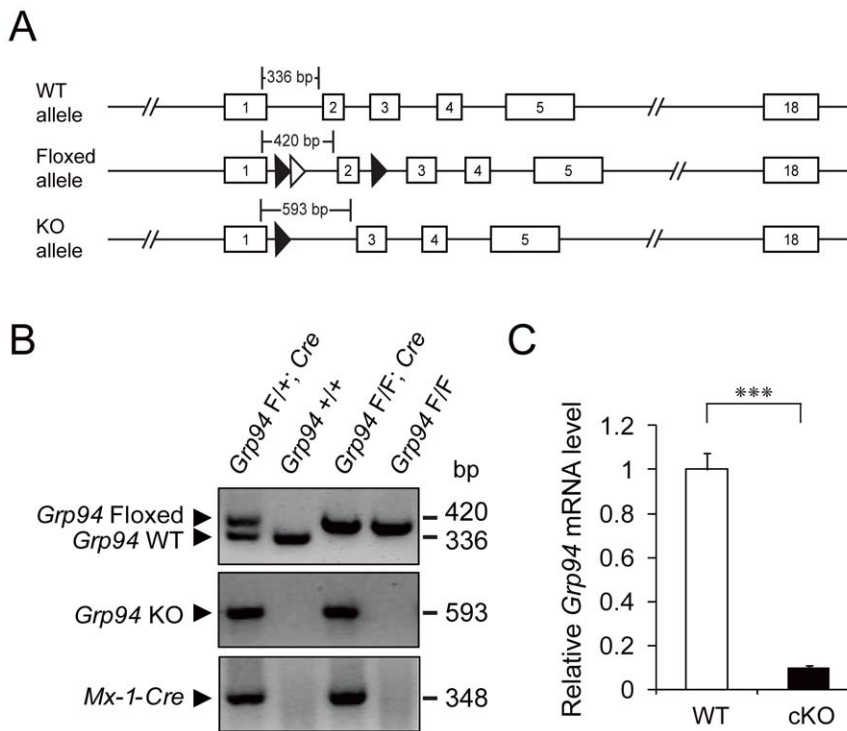 A
WT
allele
336 bp
1 2 3 4 5 18
Floxed
allele
420 bp
1 2 3 4 5 18
KO
allele
593 bp
1 3 4 5 18
B
Grp94 F/+; Cre
Grp94 +/+
Grp94 F/F; Cre
Grp94 F/F
bp
Grp94 Floxed
420
Grp94 WT
336
Grp94 KO
593
Mx-1-Cre
348
C
***
Relative Grp94 mRNA level
1.2
1
0.8
0.6
0.4
0.2
0
WT cKO